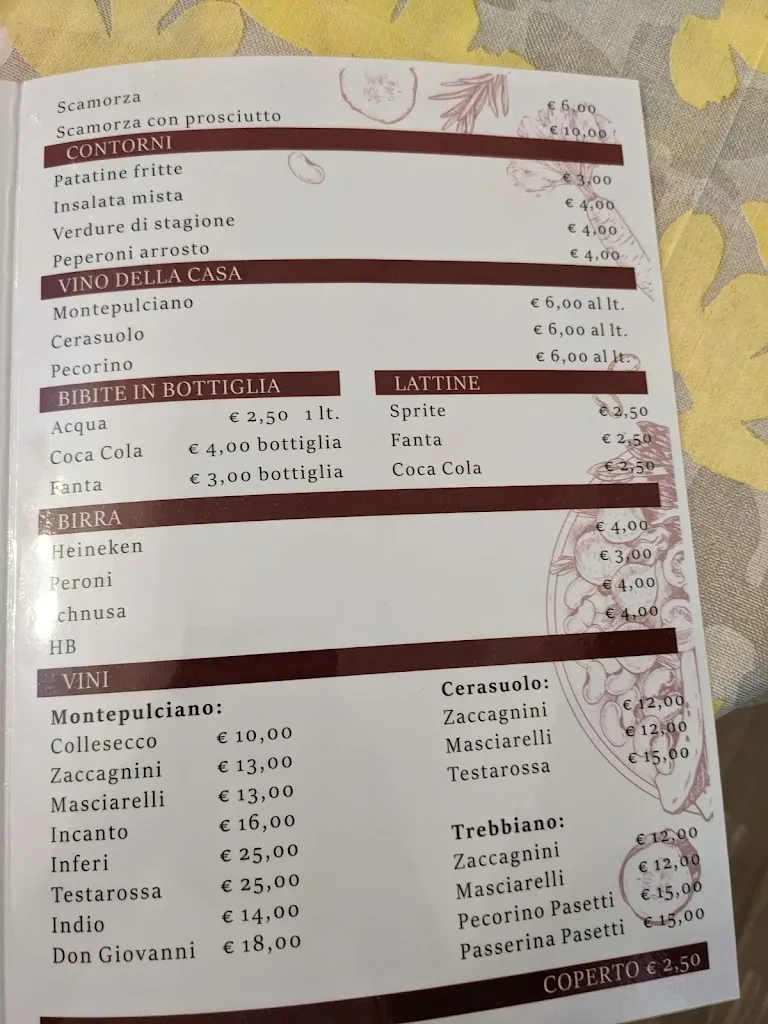 Scamorza € 6,00
Scamorza con prosciutto € 10,00
CONTORNI
Patatine fritte € 3,00
Insalata mista € 4,00
Verdure di stagione € 4,00
Peperoni arrosto € 4,00
VINO DELLA CASA
Montepulciano € 6,00 al lt.
Cerasuolo € 6,00 al lt.
Pecorino € 6,00 al lt.
BIBITE IN BOTTIGLIA
Acqua € 2,50 1 lt.
Coca Cola € 4,00 bottiglia
Fanta € 3,00 bottiglia
LATTINE
Sprite € 2,50
Fanta € 2,50
Coca Cola € 2,50
BIRRA
Heineken € 4,00
Peroni € 3,00
Ichnusa € 4,00
HB € 4,00
VINI
Montepulciano:
Collesecco € 10,00
Zaccagnini € 13,00
Masciarelli € 13,00
Incanto € 16,00
Inferi € 25,00
Testarossa € 25,00
Indio € 14,00
Don Giovanni € 18,00
Cerasuolo:
Zaccagnini € 12,00
Masciarelli € 12,00
Testarossa € 15,00
Trebbiano:
Zaccagnini € 12,00
Masciarelli € 12,00
Pecorino Pasetti € 15,00
Passerina Pasetti € 15,00
COPERTO € 2,50